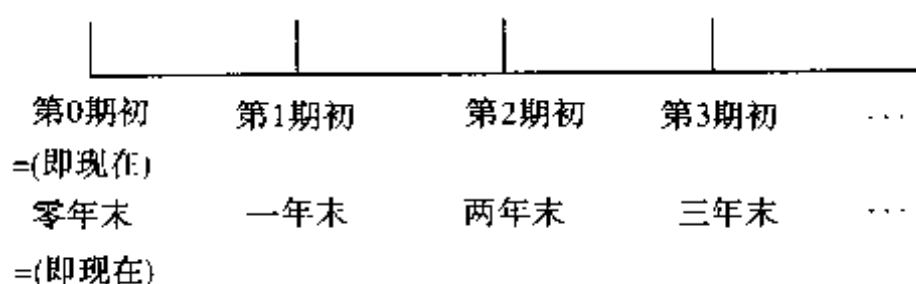 第0期初 第1期初 第2期初 第3期初 ···
=(即现在)
零年末 一年末 两年末 三年末 ···
=(即现在)